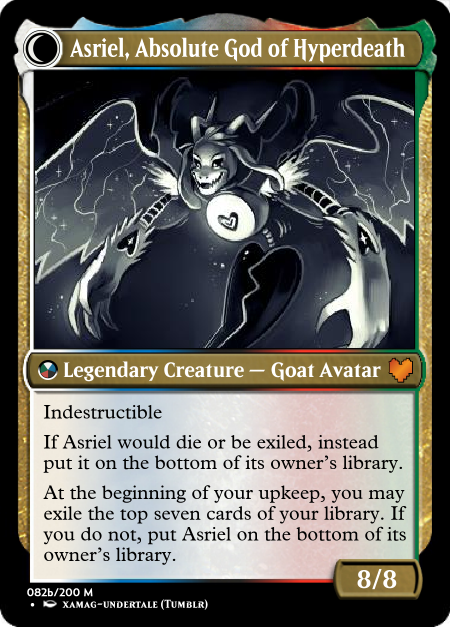 Asriel, Absolute God of Hyperdeath
Legendary Creature — Goat Avatar
Indestructible
If Asriel would die or be exiled, instead
put it on the bottom of its owner's library.
At the beginning of your upkeep, you may
exile the top seven cards of your library. If
you do not, put Asriel on the bottom of its
owner's library.
8/8
082b/200 M
• XAMAG-UNDERTALE (TUMBLR)